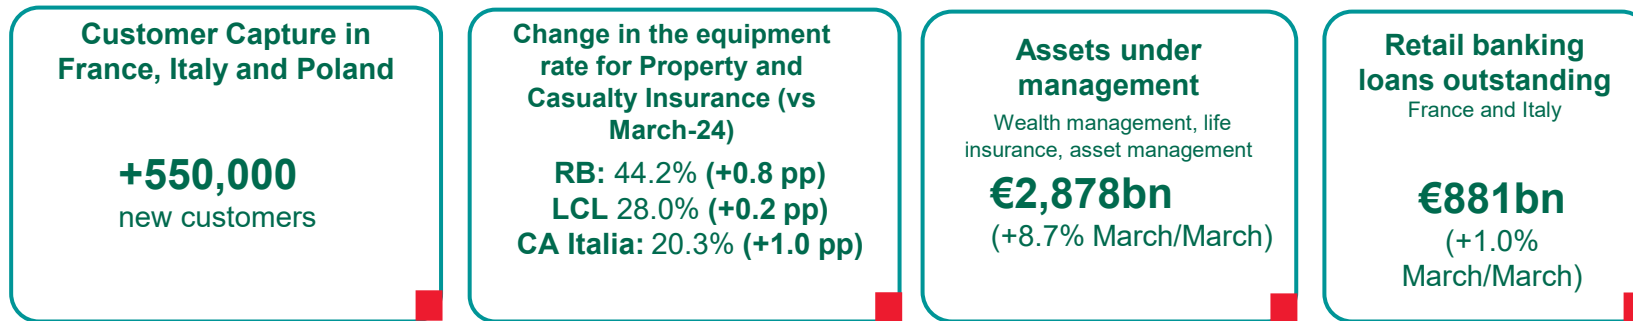 Customer Capture in
France, Italy and Poland
+550,000
new customers
Change in the equipment
rate for Property and
Casualty Insurance (vs
March-24)
RB: 44.2% (+0.8 pp)
LCL 28.0% (+0.2 pp)
CA Italia: 20.3% (+1.0 pp)
Assets under
management
Wealth management, life
insurance, asset management
€2,878bn
(+8.7% March/March)
Retail banking
loans outstanding
France and Italy
€881bn
(+1.0%
March/March)